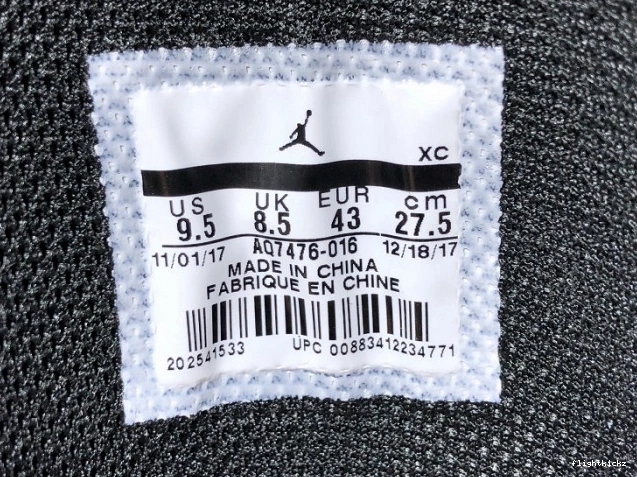 XC
US UK EUR cm
9.5 8.5 43 27.5
11/01/17 AQ7476-016 12/18/17
MADE IN CHINA
FABRIQUE EN CHINE
202541533 UPC 00883412234771
flightkickz